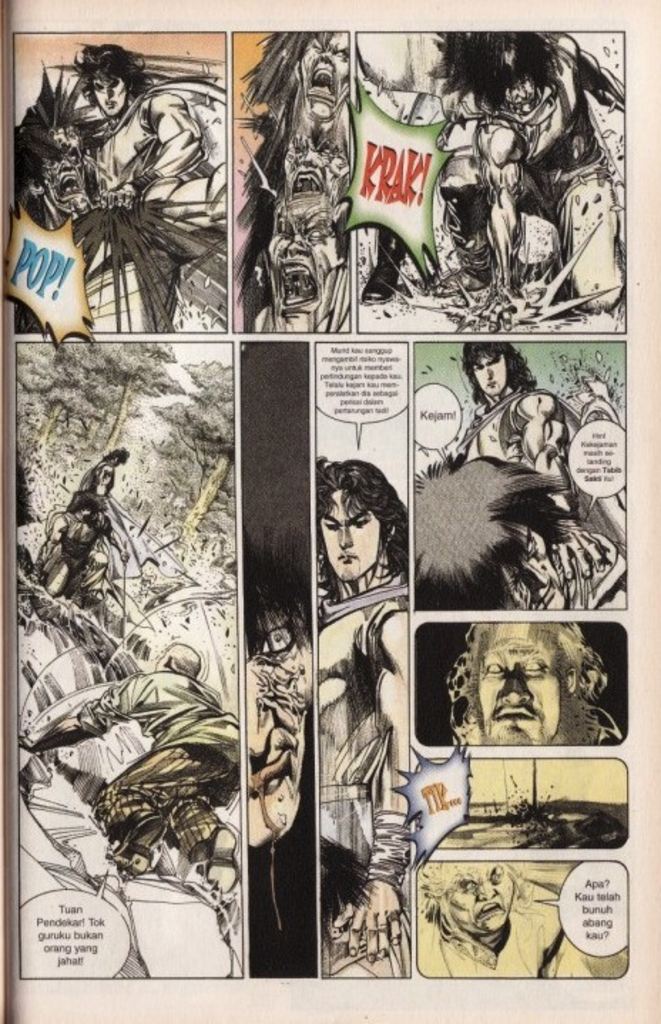 POP!
KRAK!
Tuan
Pendekar! Tok
guruku bukan
orang yang
jahat!
Murid kau sanggup
mengambil risiko nyawa-
nya untuk memberi
perlindungan kepada kau.
Terlalu kejam kau mem-
peralatkan dia sebagai
perisai dalam
pertarungan tadi!
Kejam!
Hm!
Kekejaman
masih se-
tanding
dengan Tabib
Sakti itu!
TK...
Apa?
Kau telah
bunuh
abang
kau?